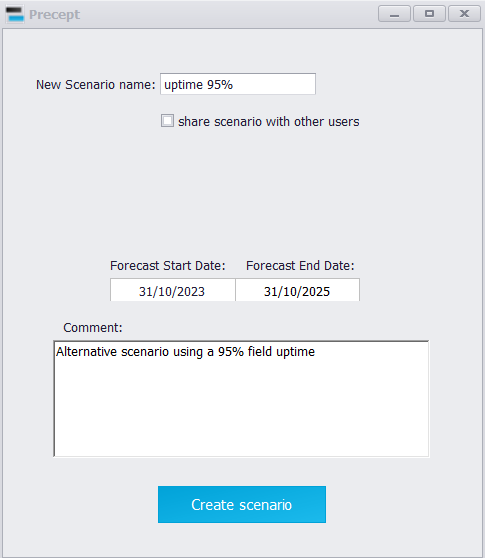 Precept
New Scenario name: uptime 95%
share scenario with other users
Forecast Start Date: Forecast End Date:
31/10/2023 31/10/2025
Comment:
Alternative scenario using a 95% field uptime
Create scenario